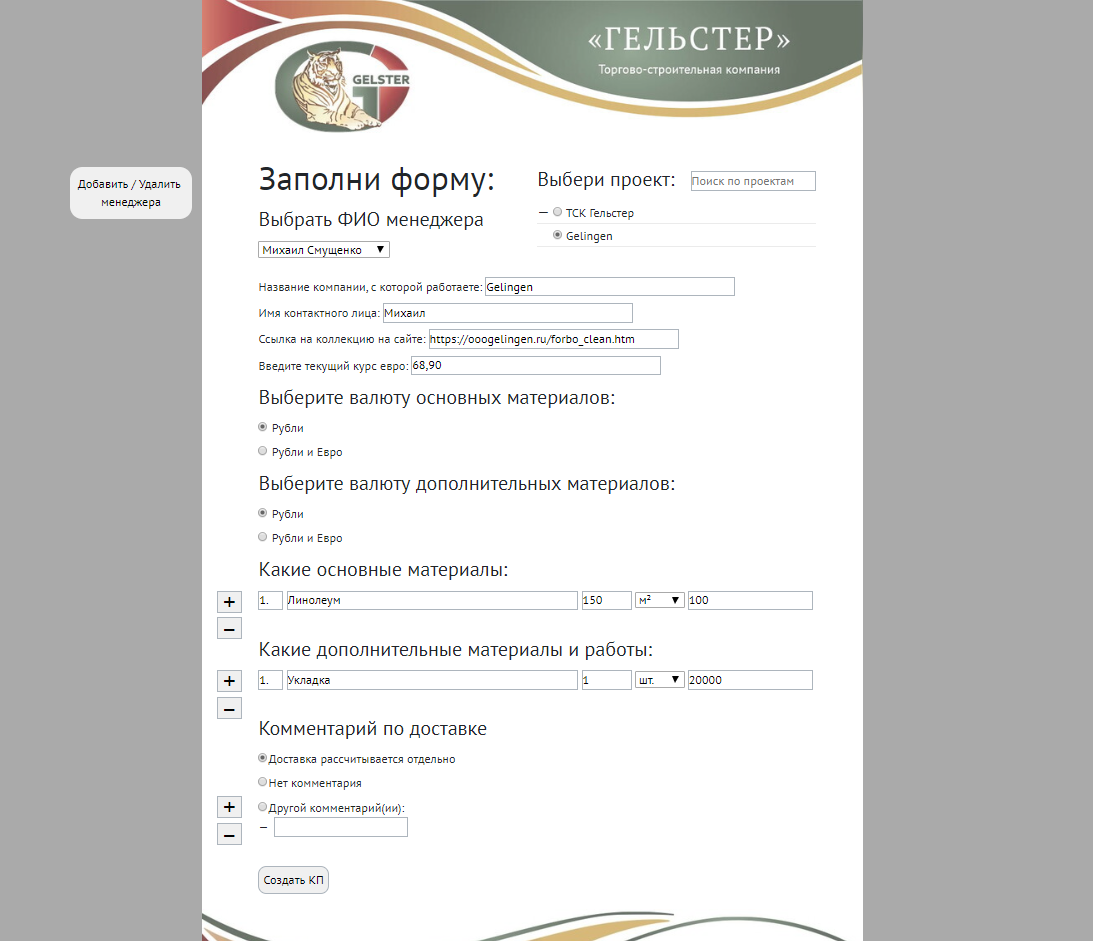 «ГЕЛЬСТЕР»
Торгово-строительная компания
GELSTER
Добавить / Удалить
менеджера
Заполни форму:
Выбери проект: Поиск по проектам
Выбрать ФИО менеджера
— ТСК Гельстер
Gelingen
Михаил Смущенко ▼
Название компании, с которой работаете: Gelingen
Имя контактного лица: Михаил
Ссылка на коллекцию на сайте: https://ooogelingen.ru/forbo_clean.htm
Введите текущий курс евро: 68,90
Выберите валюту основных материалов:
Рубли
Рубли и Евро
Выберите валюту дополнительных материалов:
Рубли
Рубли и Евро
Какие основные материалы:
+ 1. Линолеум 150 м² ▼ 100
–
Какие дополнительные материалы и работы:
+ 1. Укладка 1 шт. ▼ 20000
–
Комментарий по доставке
Доставка рассчитывается отдельно
Нет комментария
+ Другой комментарий(ии):
– –
Создать КП